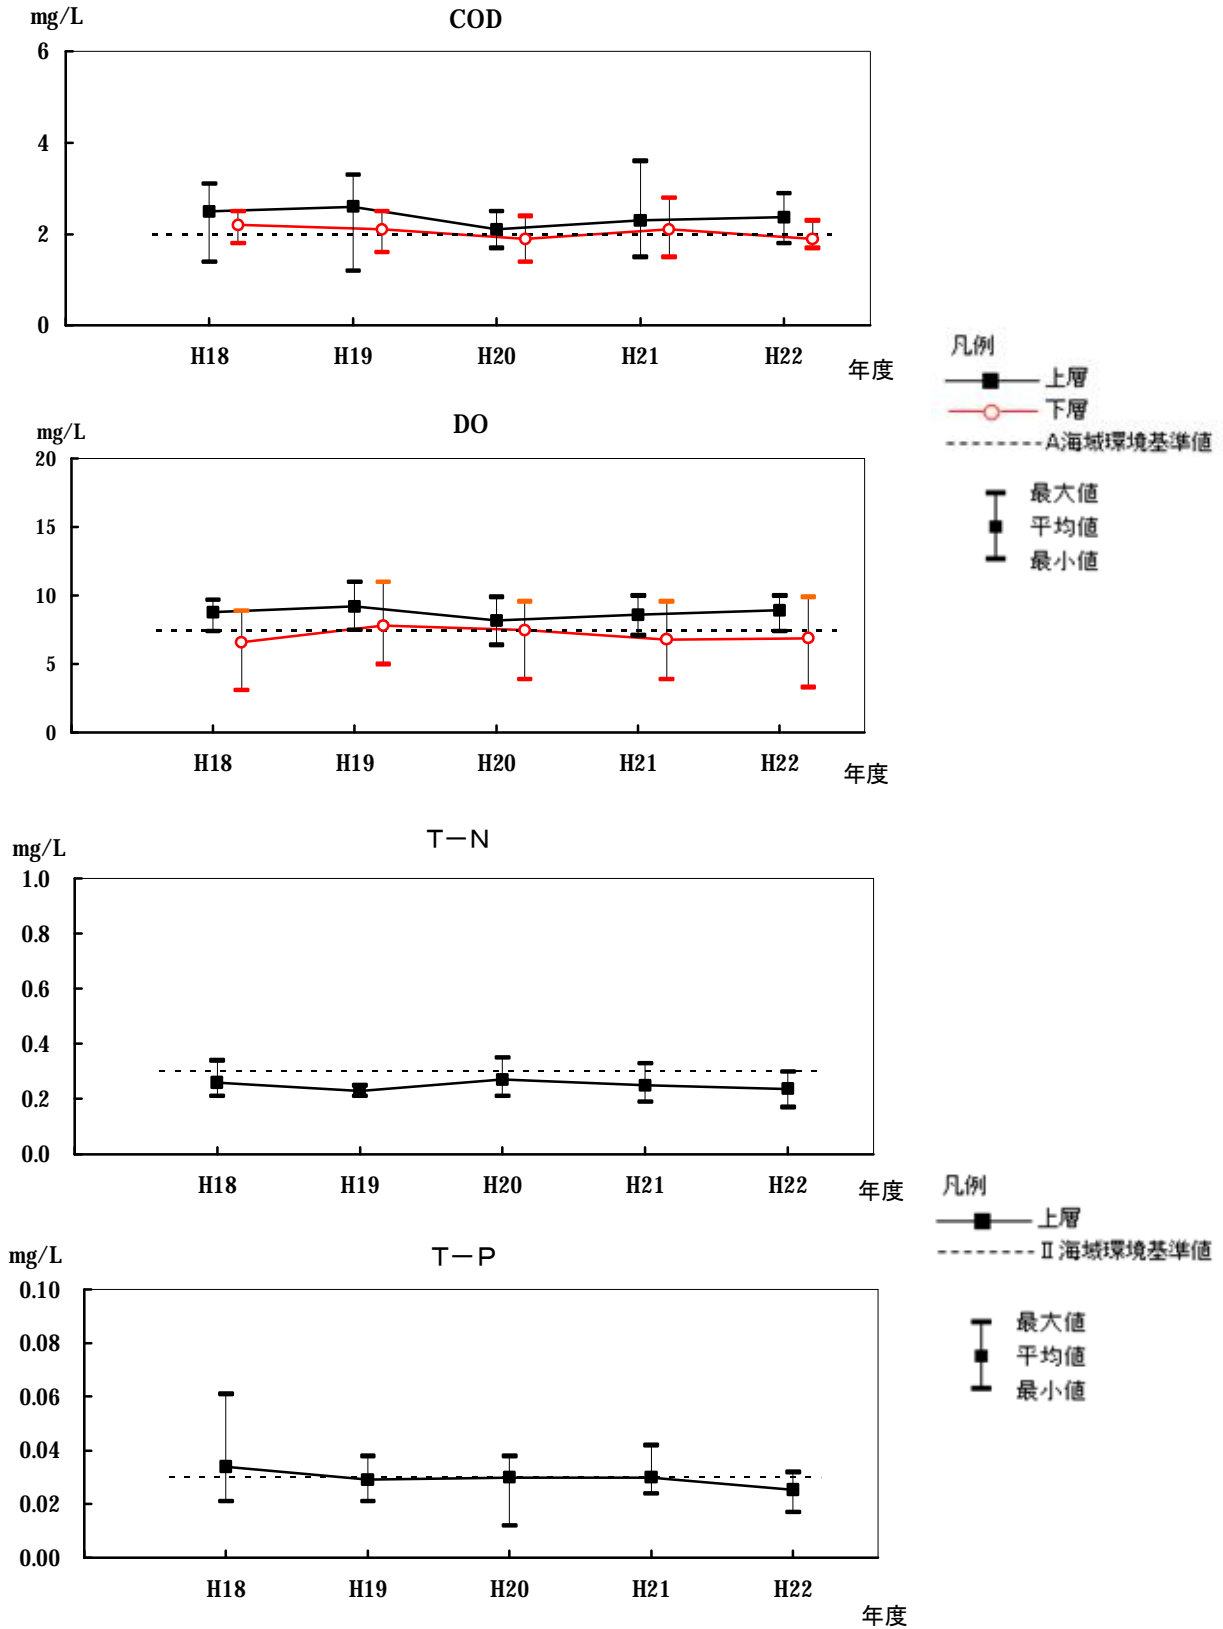 mg/L
COD
6
4
2
0
H18 H19 H20 H21 H22
年度
凡例
上層
下層
A海域環境基準値
最大値
平均値
最小値
mg/L
DO
20
15
10
5
0
H18 H19 H20 H21 H22
年度
mg/L
T－N
1.0
0.8
0.6
0.4
0.2
0.0
H18 H19 H20 H21 H22
年度
凡例
上層
Ⅱ海域環境基準値
最大値
平均値
最小値
mg/L
T－P
0.10
0.08
0.06
0.04
0.02
0.00
H18 H19 H20 H21 H22
年度